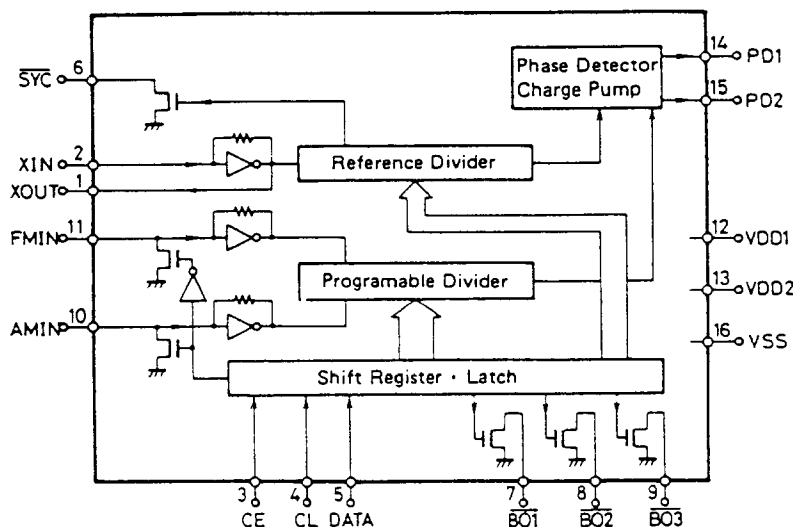 14
PD1
6
SYC
Phase Detector
Charge Pump
15
PD2
2
XIN
Reference Divider
1
XOUT
11
FMIN
12
VDD1
Programable Divider
13
VDD2
10
AMIN
16
VSS
Shift Register · Latch
3
4
5
7
8
9
CE
CL
DATA
BO1
BO2
BO3